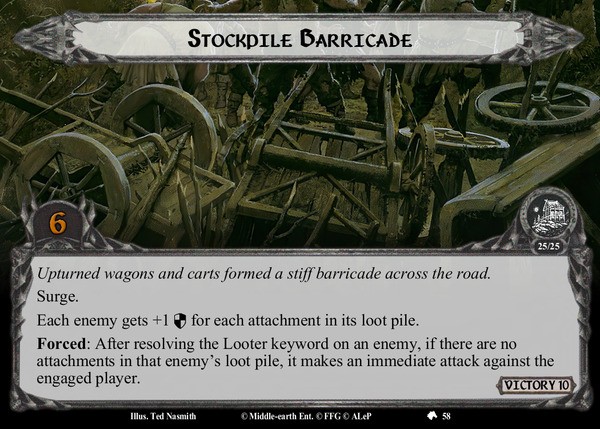 Stockpile Barricade
6
25/25
Upturned wagons and carts formed a stiff barricade across the road.
Surge.
Each enemy gets +1 for each attachment in its loot pile.
Forced: After resolving the Looter keyword on an enemy, if there are no
attachments in that enemy's loot pile, it makes an immediate attack against the
engaged player.
VICTORY 10
Illus. Ted Nasmith © Middle-earth Ent. © FFG © ALeP 58